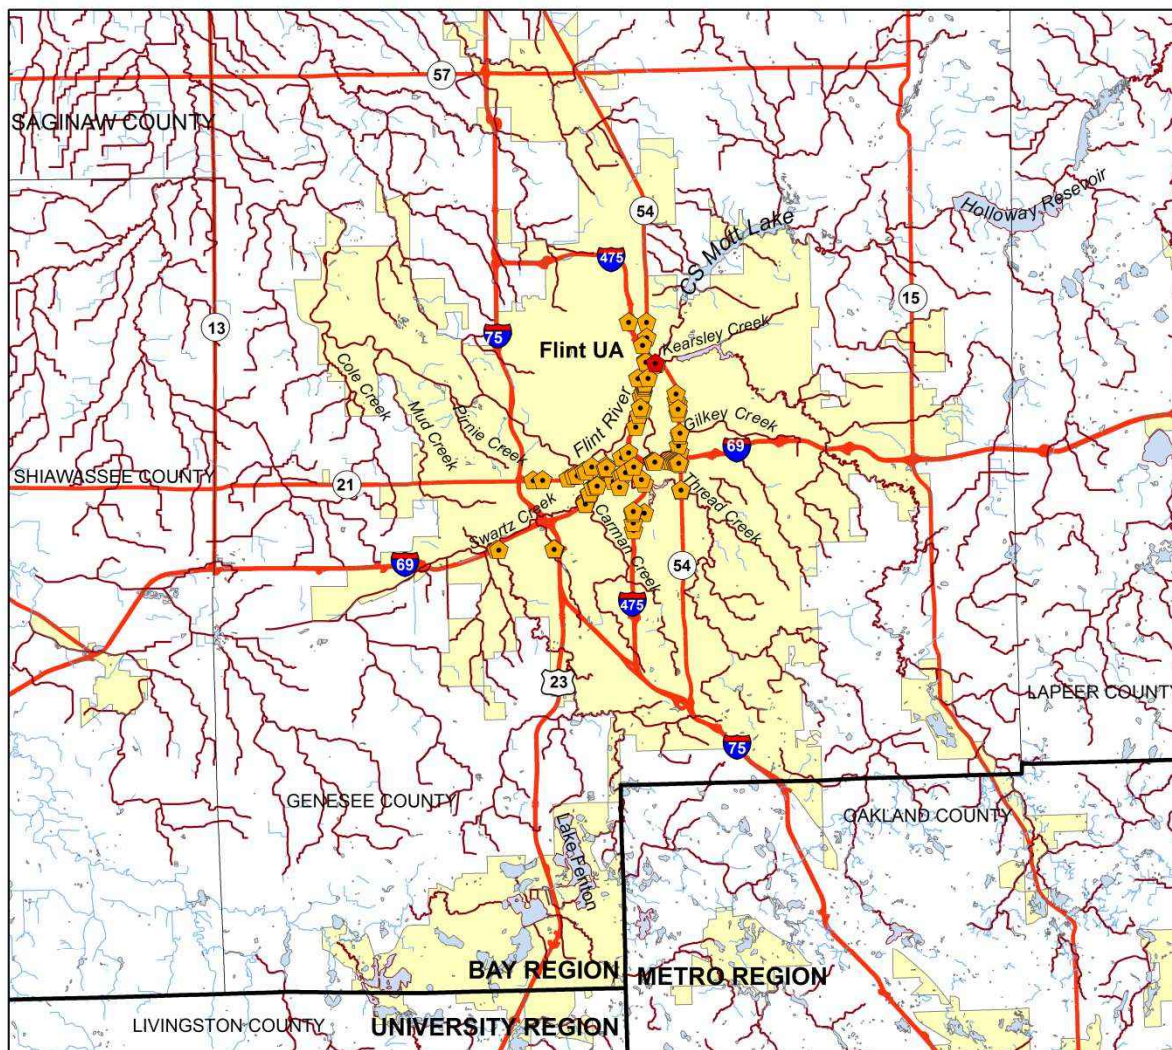 57
SAGINAW COUNTY
Holloway Resevoir
54
CS Mott Lake
475
15
13
75
Flint UA
Kearsley Creek
Cole Creek
Mud Creek
Pirnie Creek
Flint River
Gilkey Creek
69
SHIAWASSEE COUNTY
21
Swartz Creek
Carman Creek
Thread Creek
69
54
475
23
LAPEER COUNTY
75
GENESEE COUNTY
OAKLAND COUNTY
Lake Fenton
BAY REGION
METRO REGION
LIVINGSTON COUNTY
UNIVERSITY REGION